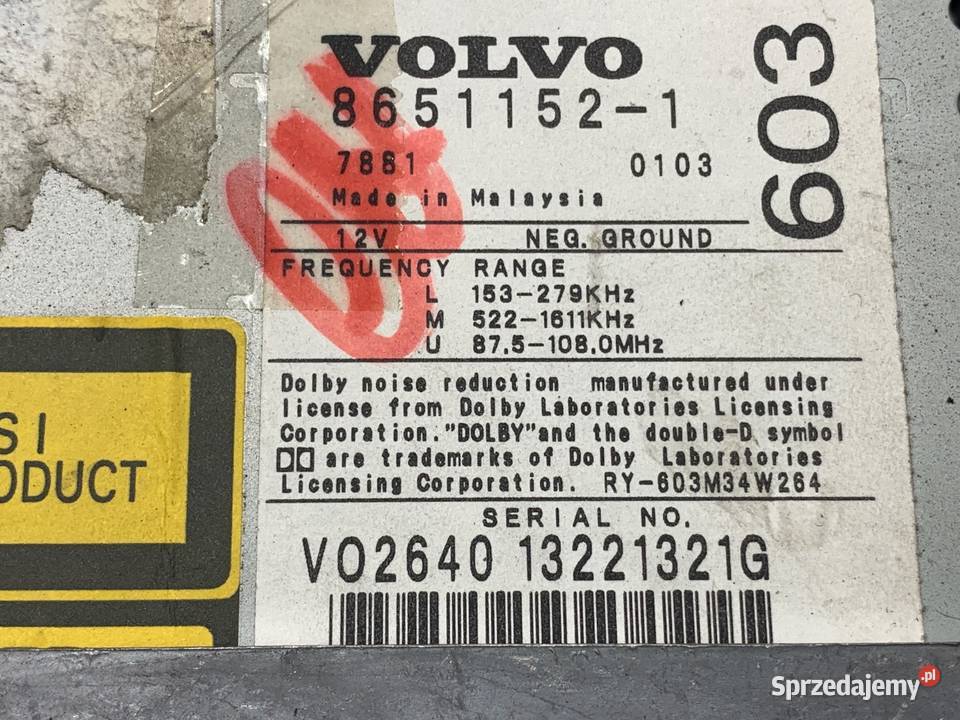 VOLVO
8651152-1
603
7881 0103
Made in Malaysia
12V NEG. GROUND
FREQUENCY RANGE
L 153-279KHz
M 522-1611KHz
U 87.5-108.0MHz
Dolby noise reduction manufactured under
license from Dolby Laboratories Licensing
Corporation."DOLBY"and the double-D symbol
are trademarks of Dolby Laboratories
Licensing Corporation. RY-603M34W264
SERIAL NO.
VO2640 13221321G
SI
ODUCT
Sprzedajemy.pl